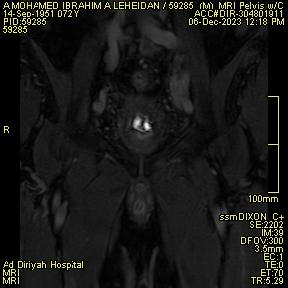 A MOHAMED IBRAHIM A LEHEIDAN / 59285 (M) MRI Pelvis w/C
14-Sep-1951 072Y ACC#DIR-304801911
PID:59285 06-Dec-2023 12:18 PM
59285
R
100mm
ssmDIXON_C+
SE:2202
IM:39
DFOV:300
3.5mm
EC:1
TE:0
ET:70
TR:5.29
Ad Diriyah Hospital
MRI
MRI